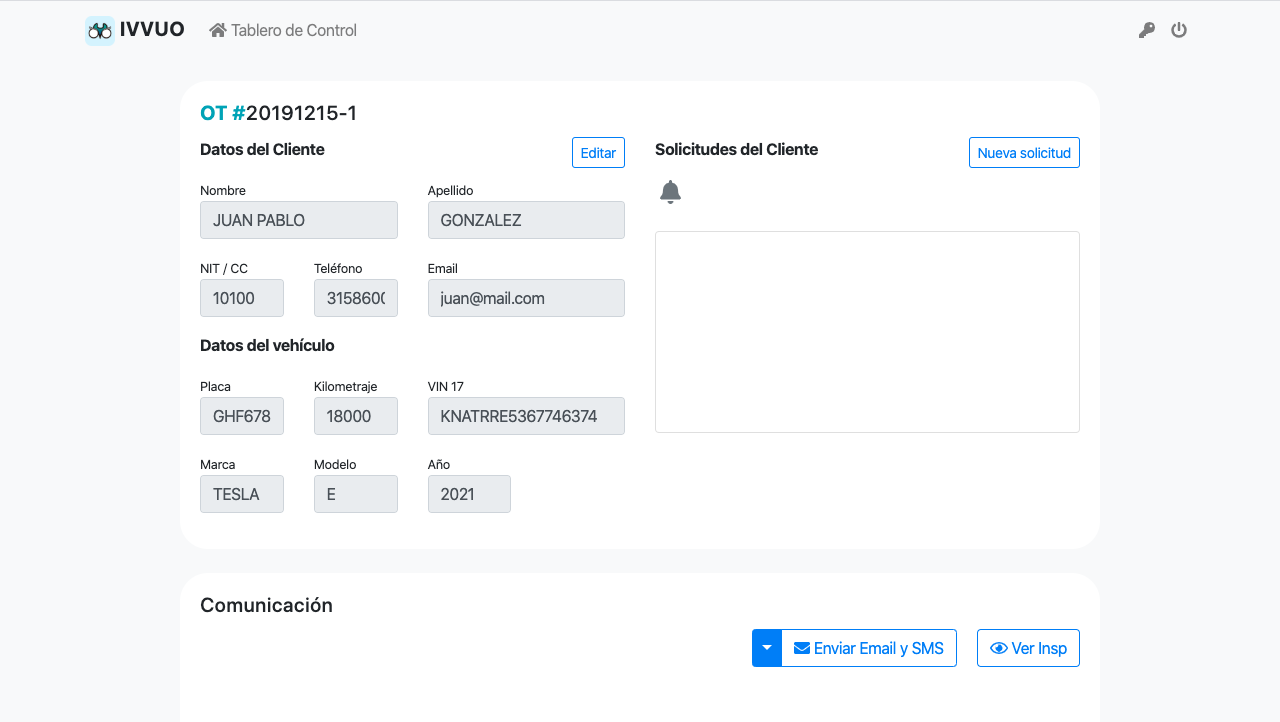 IVVUO Tablero de Control
OT #20191215-1
Datos del Cliente
Editar
Nombre
Apellido
JUAN PABLO
GONZALEZ
NIT / CC
Teléfono
Email
10100
315860
juan@mail.com
Datos del vehículo
Placa
Kilometraje
VIN 17
GHF678
18000
KNATRRE5367746374
Marca
Modelo
Año
TESLA
E
2021
Solicitudes del Cliente
Nueva solicitud
Comunicación
Enviar Email y SMS
Ver Insp